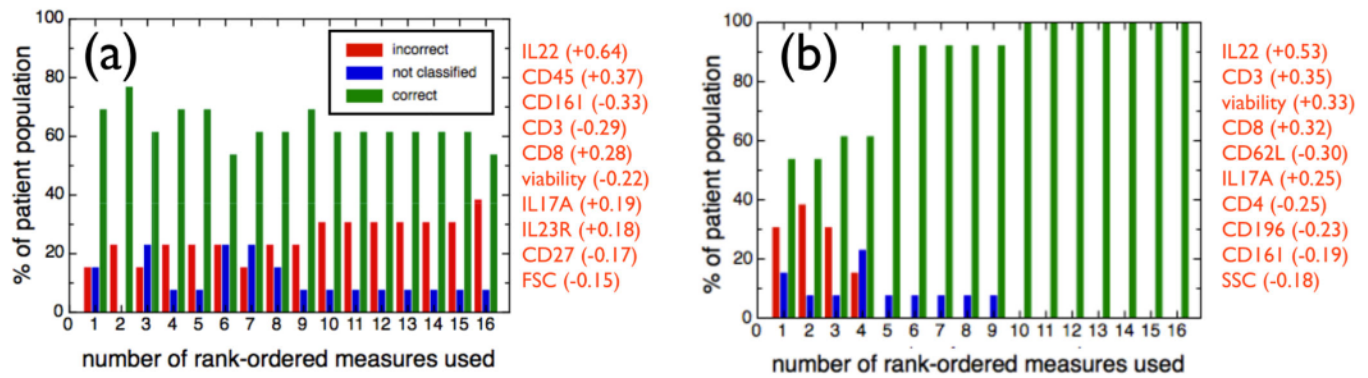 (a)
% of patient population
100
80
60
40
20
0
0 1 2 3 4 5 6 7 8 9 10 11 12 13 14 15 16
number of rank-ordered measures used
incorrect
not classified
correct
IL22 (+0.64)
CD45 (+0.37)
CD161 (-0.33)
CD3 (-0.29)
CD8 (+0.28)
viability (-0.22)
IL17A (+0.19)
IL23R (+0.18)
CD27 (-0.17)
FSC (-0.15)
(b)
% of patient population
100
80
60
40
20
0
0 1 2 3 4 5 6 7 8 9 10 11 12 13 14 15 16
number of rank-ordered measures used
IL22 (+0.53)
CD3 (+0.35)
viability (+0.33)
CD8 (+0.32)
CD62L (-0.30)
IL17A (+0.25)
CD4 (-0.25)
CD196 (-0.23)
CD161 (-0.19)
SSC (-0.18)